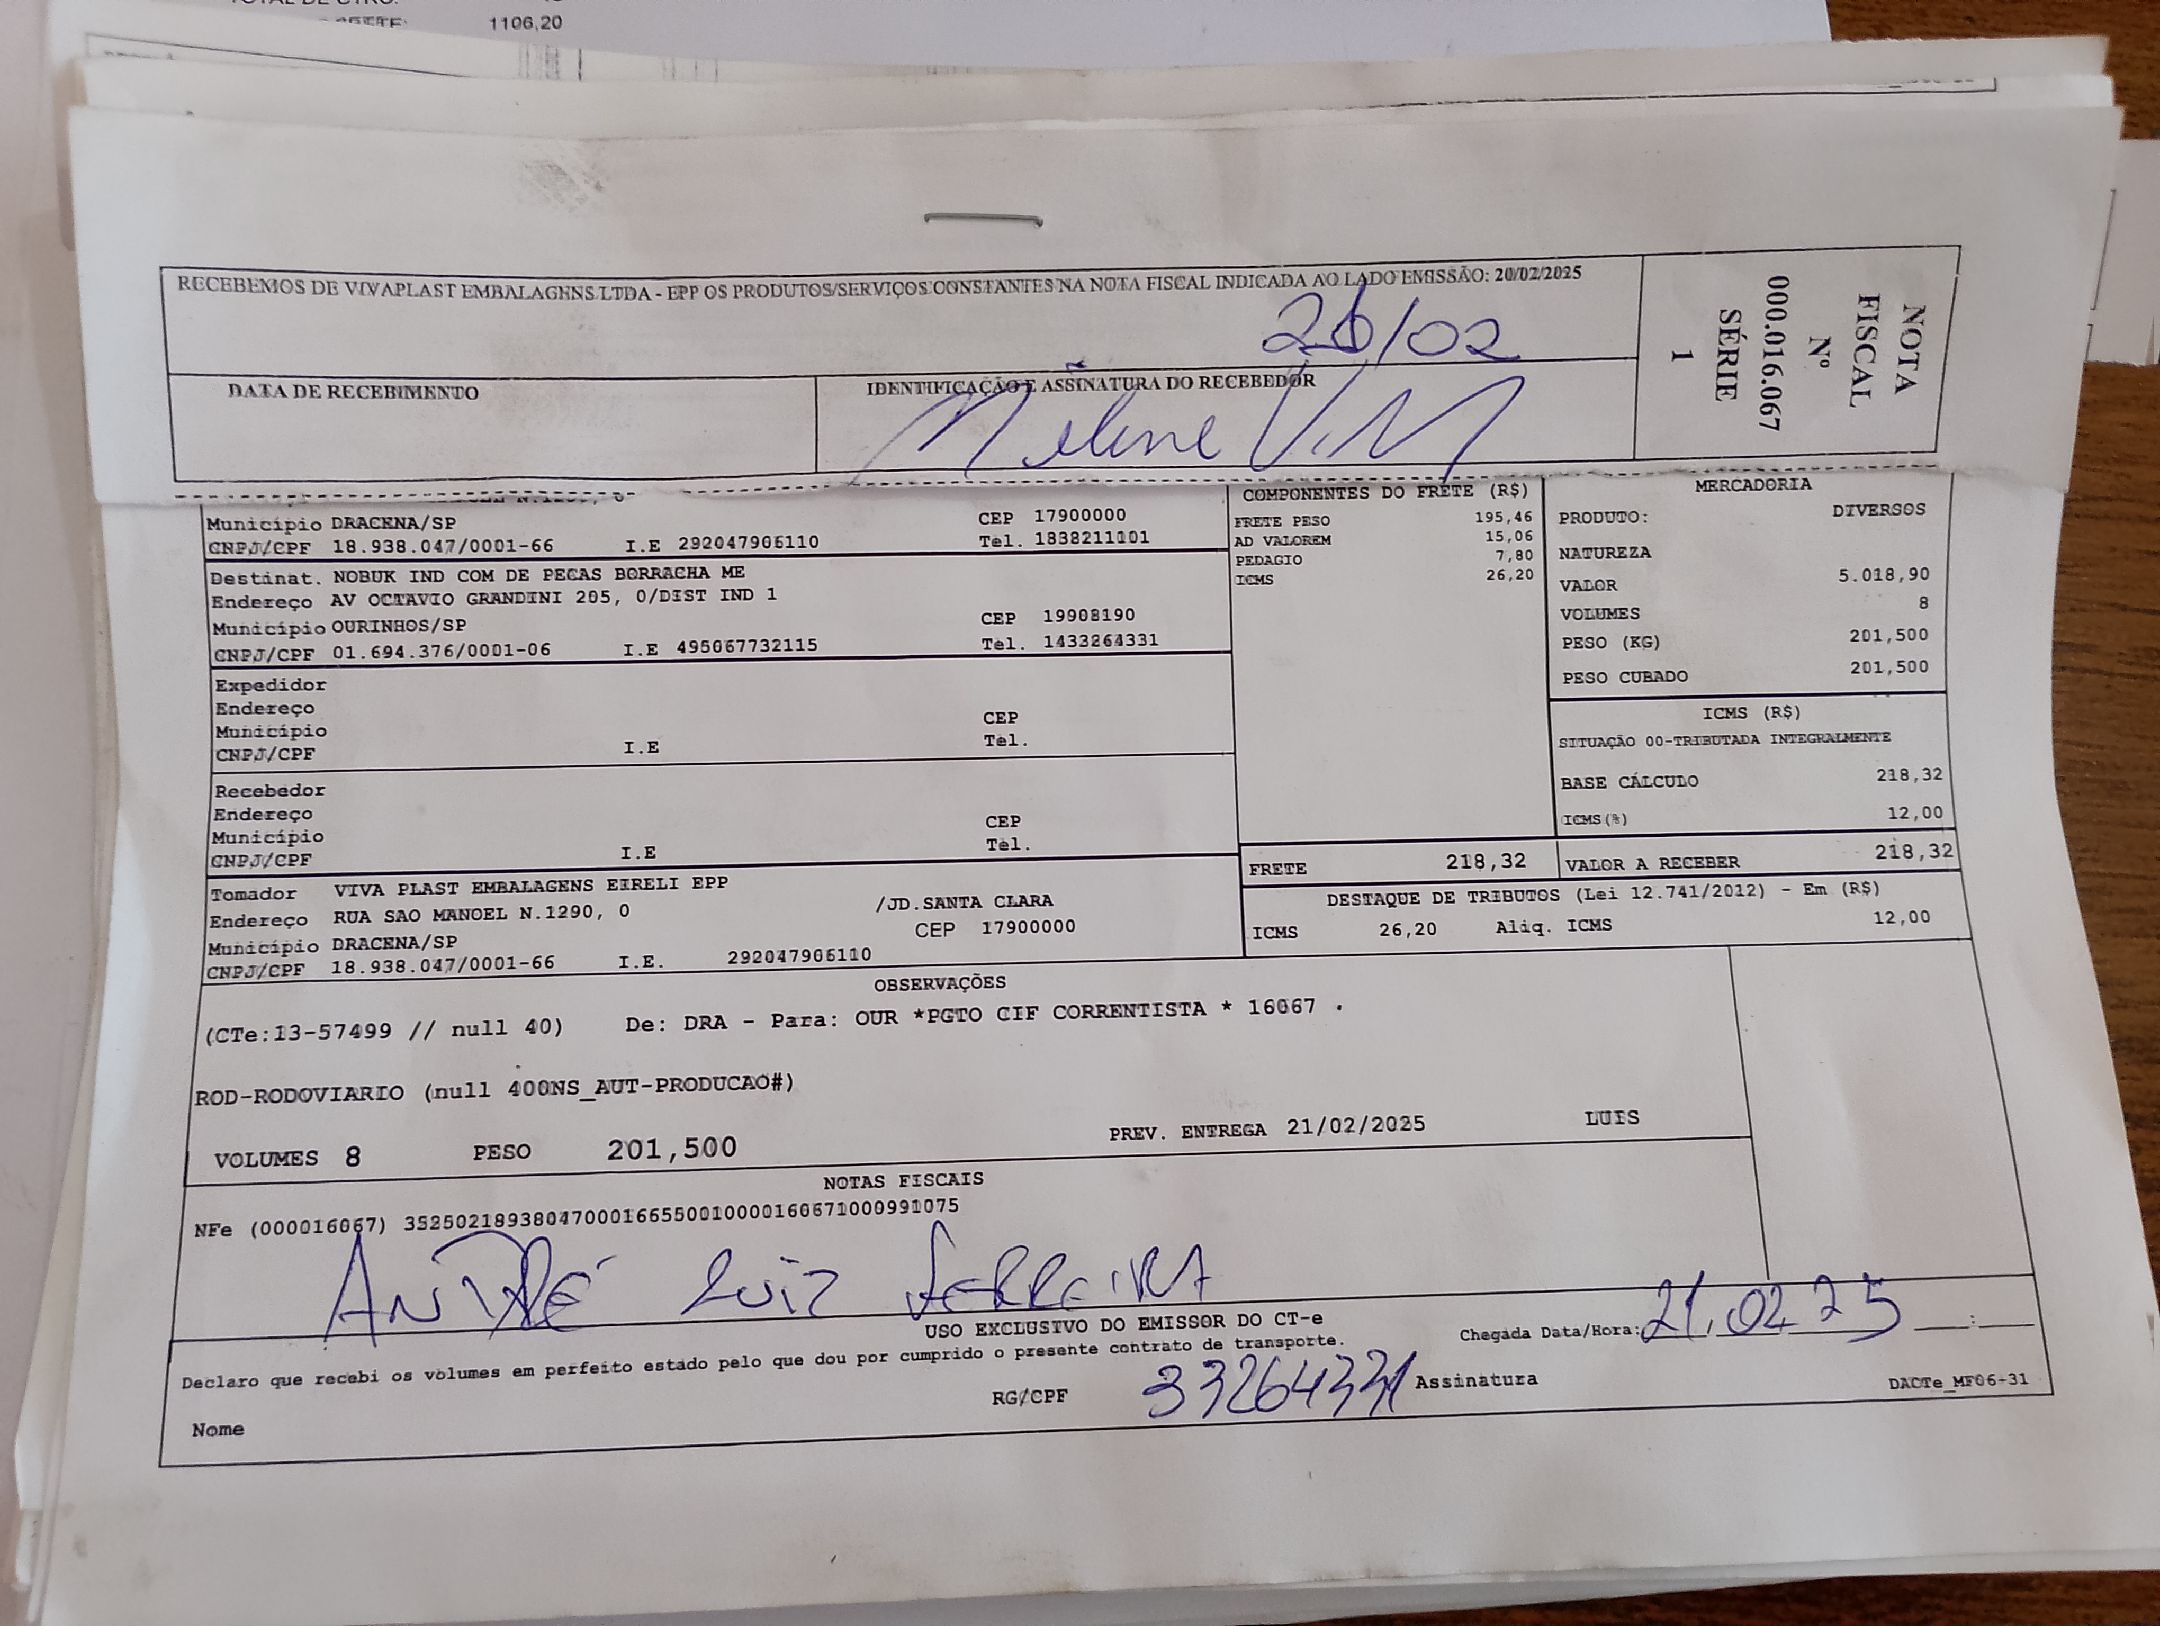 1106,20
RECEBEMOS DE VIVAPLAST EMBALAGENS LTDA - EPP OS PRODUTOS/SERVIÇOS CONSTANTES NA NOTA FISCAL INDICADA AO LADO EMISSÃO: 20/02/2025
/02
DATA DE RECEBIMENTO
IDENTIFICAÇÃO E ASSINATURA DO RECEBEDOR
NOTA
FISCAL
Nº
000.016.067
SÉRIE
1
Município DRACENA/SP CEP 17900000
CNPJ/CPF 18.938.047/0001-66 I.E 292047906110 Tel. 1838211101
Destinat. NOBUK IND COM DE PECAS BORRACHA ME
Endereço AV OCTAVIO GRANDINI 205, 0/DIST IND 1
Município OURINHOS/SP CEP 19908190
CNPJ/CPF 01.694.376/0001-06 I.E 495067732115 Tel. 1433264331
Expedidor
Endereço
Município CEP
CNPJ/CPF I.E Tel.
Recebedor
Endereço
Município CEP
CNPJ/CPF I.E Tel.
Tomador VIVA PLAST EMBALAGENS EIRELI EPP
Endereço RUA SAO MANOEL N.1290, 0 /JD.SANTA CLARA
Município DRACENA/SP CEP 17900000
CNPJ/CPF 18.938.047/0001-66 I.E. 292047906110
COMPONENTES DO FRETE (R$)
FRETE PESO 195,46
AD VALOREM 15,06
PEDAGIO 7,80
ICMS 26,20
MERCADORIA
PRODUTO: DIVERSOS
NATUREZA
VALOR 5.018,90
VOLUMES 8
PESO (KG) 201,500
PESO CUBADO 201,500
ICMS (R$)
SITUAÇÃO 00-TRIBUTADA INTEGRALMENTE
BASE CÁLCULO 218,32
ICMS(%) 12,00
FRETE 218,32 VALOR A RECEBER 218,32
DESTAQUE DE TRIBUTOS (Lei 12.741/2012) - Em (R$)
ICMS 26,20 Aliq. ICMS 12,00
OBSERVAÇÕES
(CTe:13-57499 // null 40) De: DRA - Para: OUR *PGTO CIF CORRENTISTA * 16067 .
ROD-RODOVIARIO (null 400NS_AUT-PRODUCAO#)
VOLUMES 8 PESO 201,500 PREV. ENTREGA 21/02/2025 LUIS
NOTAS FISCAIS
NFe (000016067) 35250218938047000166550010000160671000991075
ANDRÉ LUIZ FERREIRA
USO EXCLUSIVO DO EMISSOR DO CT-e
Declaro que recebi os volumes em perfeito estado pelo que dou por cumprido o presente contrato de transporte.
Chegada Data/Hora: 21.02 25 ___:___
Nome RG/CPF 33264331 Assinatura DACTe_MF06-31